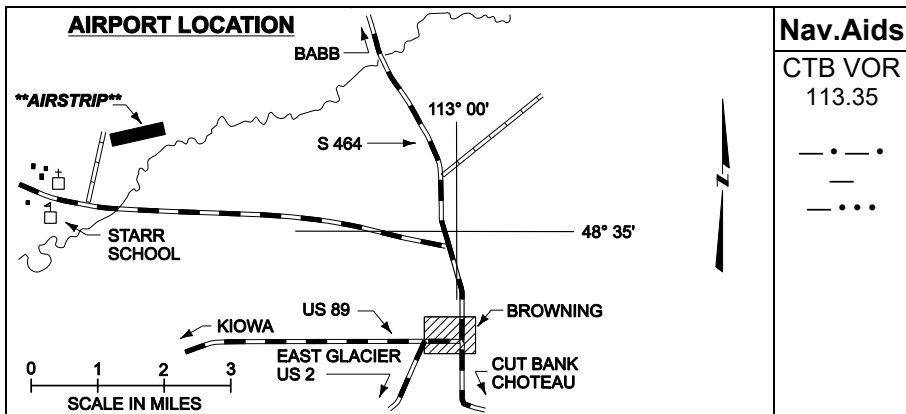 AIRPORT LOCATION
BABB
**AIRSTRIP**
113° 00'
S 464
48° 35'
STARR
SCHOOL
US 89
BROWNING
KIOWA
EAST GLACIER
US 2
CUT BANK
CHOTEAU
0 1 2 3
SCALE IN MILES
N
Nav.Aids
CTB VOR
113.35
— • — •
—
— • • •